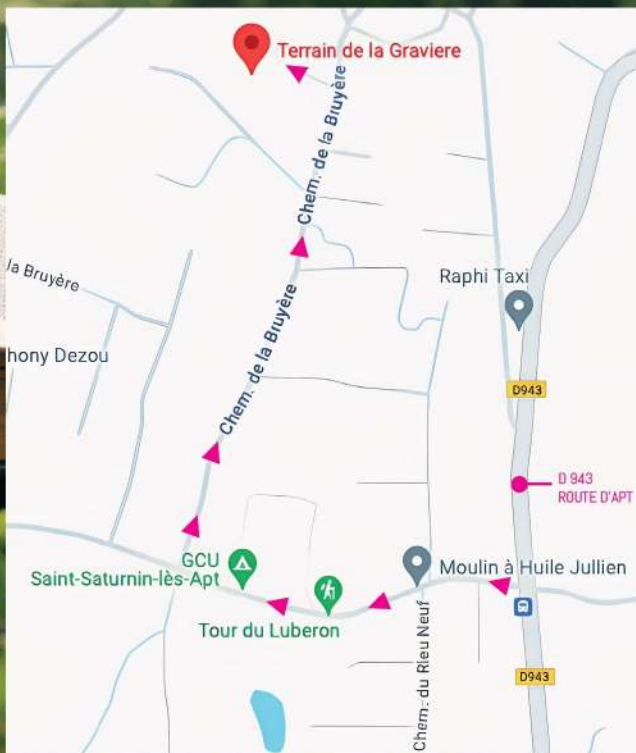 Terrain de la Graviere
Chem. de la Bruyère
la Bruyère
Raphi Taxi
hony Dezou
Chem. de la Bruyère
D943
D 943
ROUTE D'APT
GCU
Saint-Saturnin-lès-Apt
Moulin à Huile Jullien
Tour du Luberon
Chem. du Rieu Neuf
D943